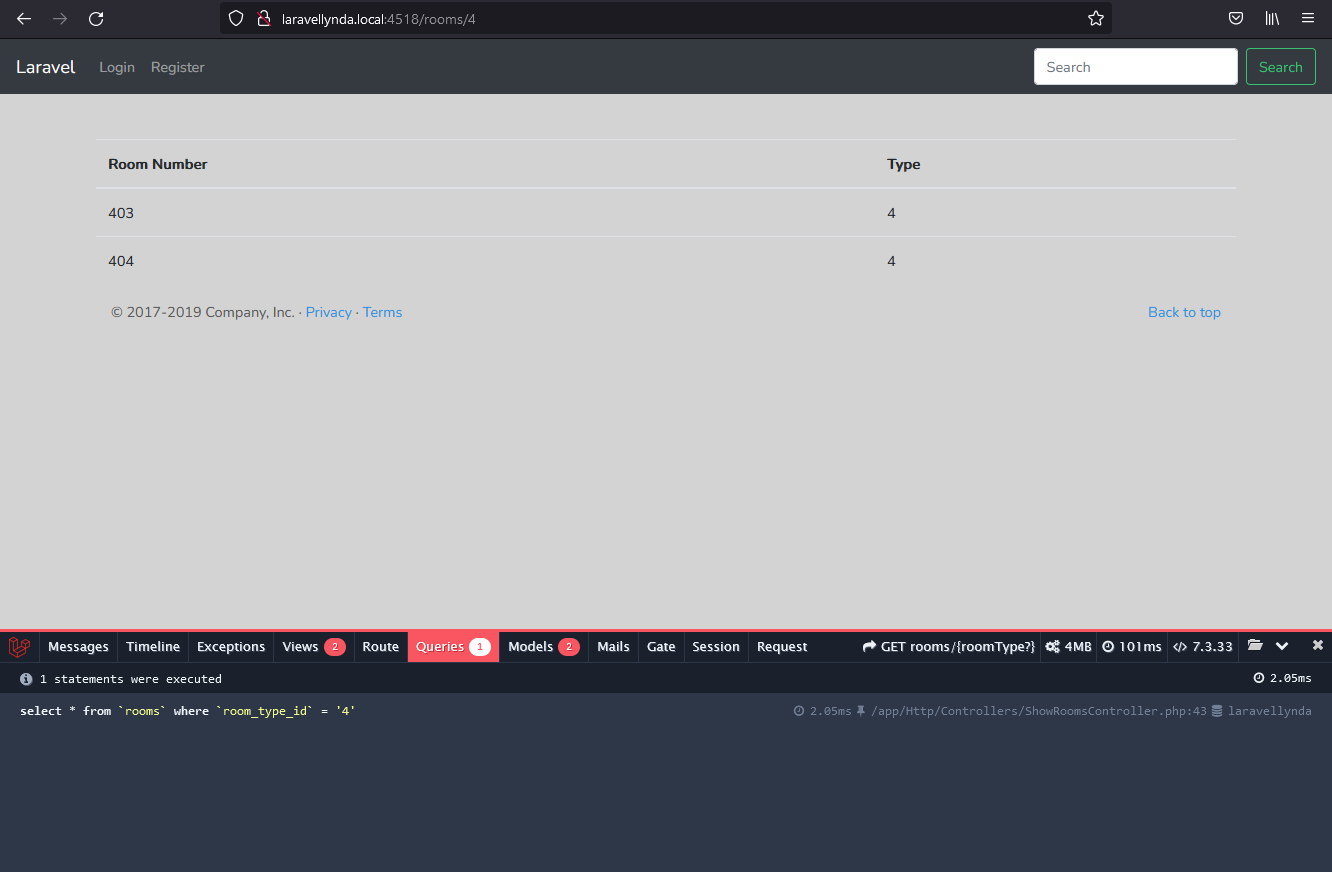 laravellynda.local:4518/rooms/4
Laravel Login Register Search Search
Room Number Type
403 4
404 4
© 2017-2019 Company, Inc. · Privacy · Terms Back to top
Messages Timeline Exceptions Views 2 Route Queries 1 Models 2 Mails Gate Session Request GET rooms/{roomType?} 4MB 101ms 7.3.33
1 statements were executed 2.05ms
select * from `rooms` where `room_type_id` = '4' 2.05ms /app/Http/Controllers/ShowRoomsController.php:43 laravellynda